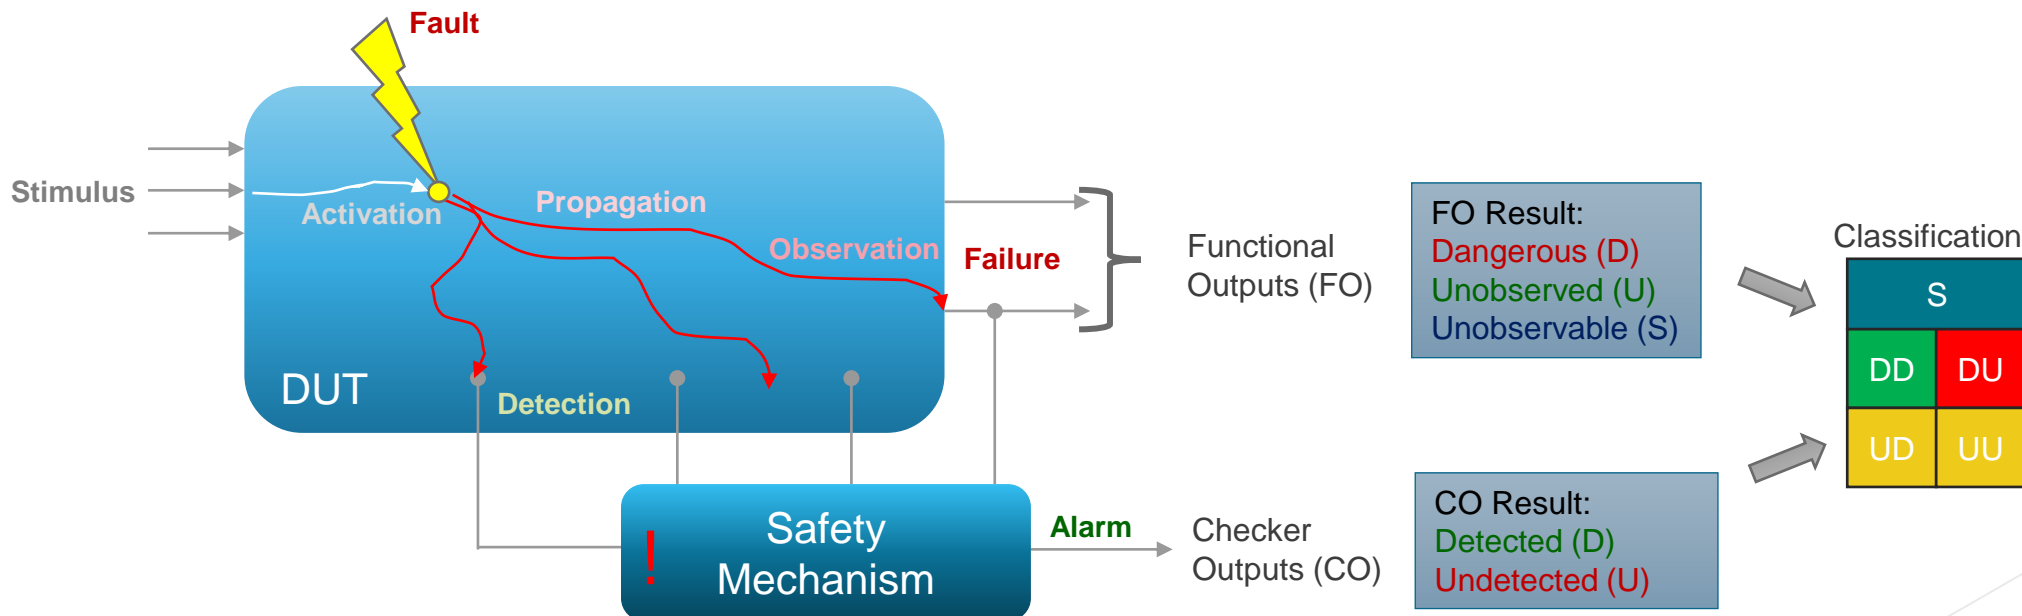 Fault
Stimulus
Activation
Propagation
Observation
Failure
DUT
Detection
!
Safety
Mechanism
Alarm
Functional
Outputs (FO)
Checker
Outputs (CO)
FO Result:
Dangerous (D)
Unobserved (U)
Unobservable (S)
CO Result:
Detected (D)
Undetected (U)
Classification
S
DD DU
UD UU